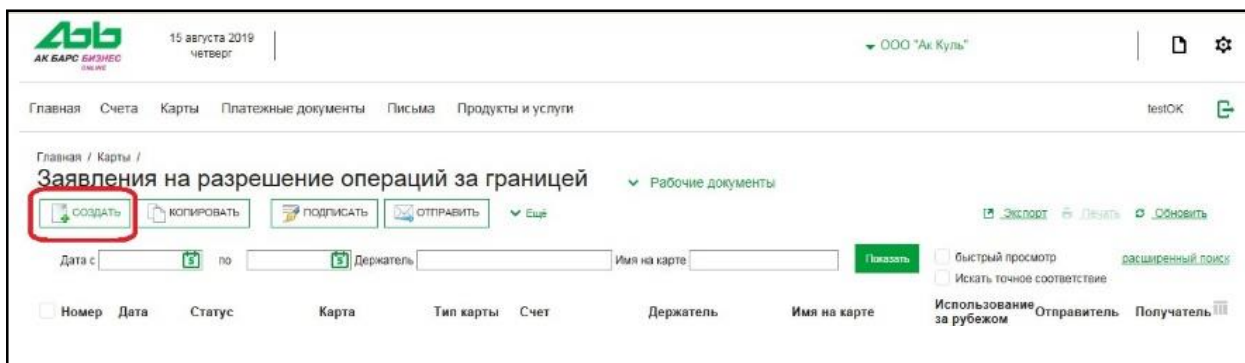 АК БАРС БИЗНЕС
ONLINE
15 августа 2019
четверг
ООО "Ак Куль"
Главная Счета Карты Платежные документы Письма Продукты и услуги testOK
Главная / Карты /
Заявления на разрешение операций за границей Рабочие документы
СОЗДАТЬ КОПИРОВАТЬ ПОДПИСАТЬ ОТПРАВИТЬ Ещё Экспорт Печать Обновить
Дата с по Держатель Имя на карте Показать быстрый просмотр расширенный поиск
Искать точное соответствие
Номер Дата Статус Карта Тип карты Счет Держатель Имя на карте Использование за рубежом Отправитель Получатель